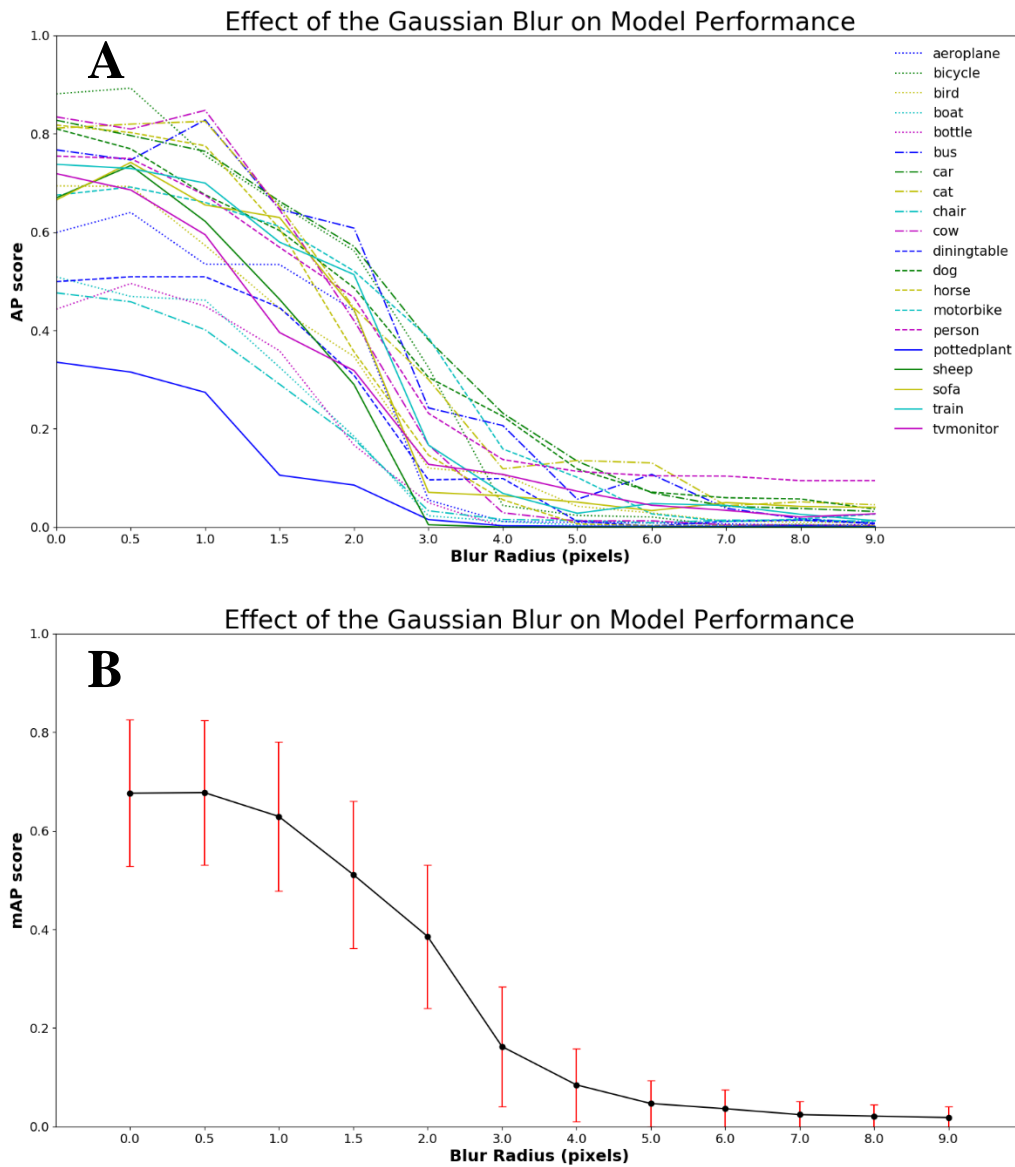 Effect of the Gaussian Blur on Model Performance
A
1.0
0.8
0.6
0.4
0.2
0.0
AP score
0.0 0.5 1.0 1.5 2.0 3.0 4.0 5.0 6.0 7.0 8.0 9.0
Blur Radius (pixels)
aeroplane
bicycle
bird
boat
bottle
bus
car
cat
chair
cow
diningtable
dog
horse
motorbike
person
pottedplant
sheep
sofa
train
tvmonitor
Effect of the Gaussian Blur on Model Performance
B
1.0
0.8
0.6
0.4
0.2
0.0
mAP score
0.0 0.5 1.0 1.5 2.0 3.0 4.0 5.0 6.0 7.0 8.0 9.0
Blur Radius (pixels)